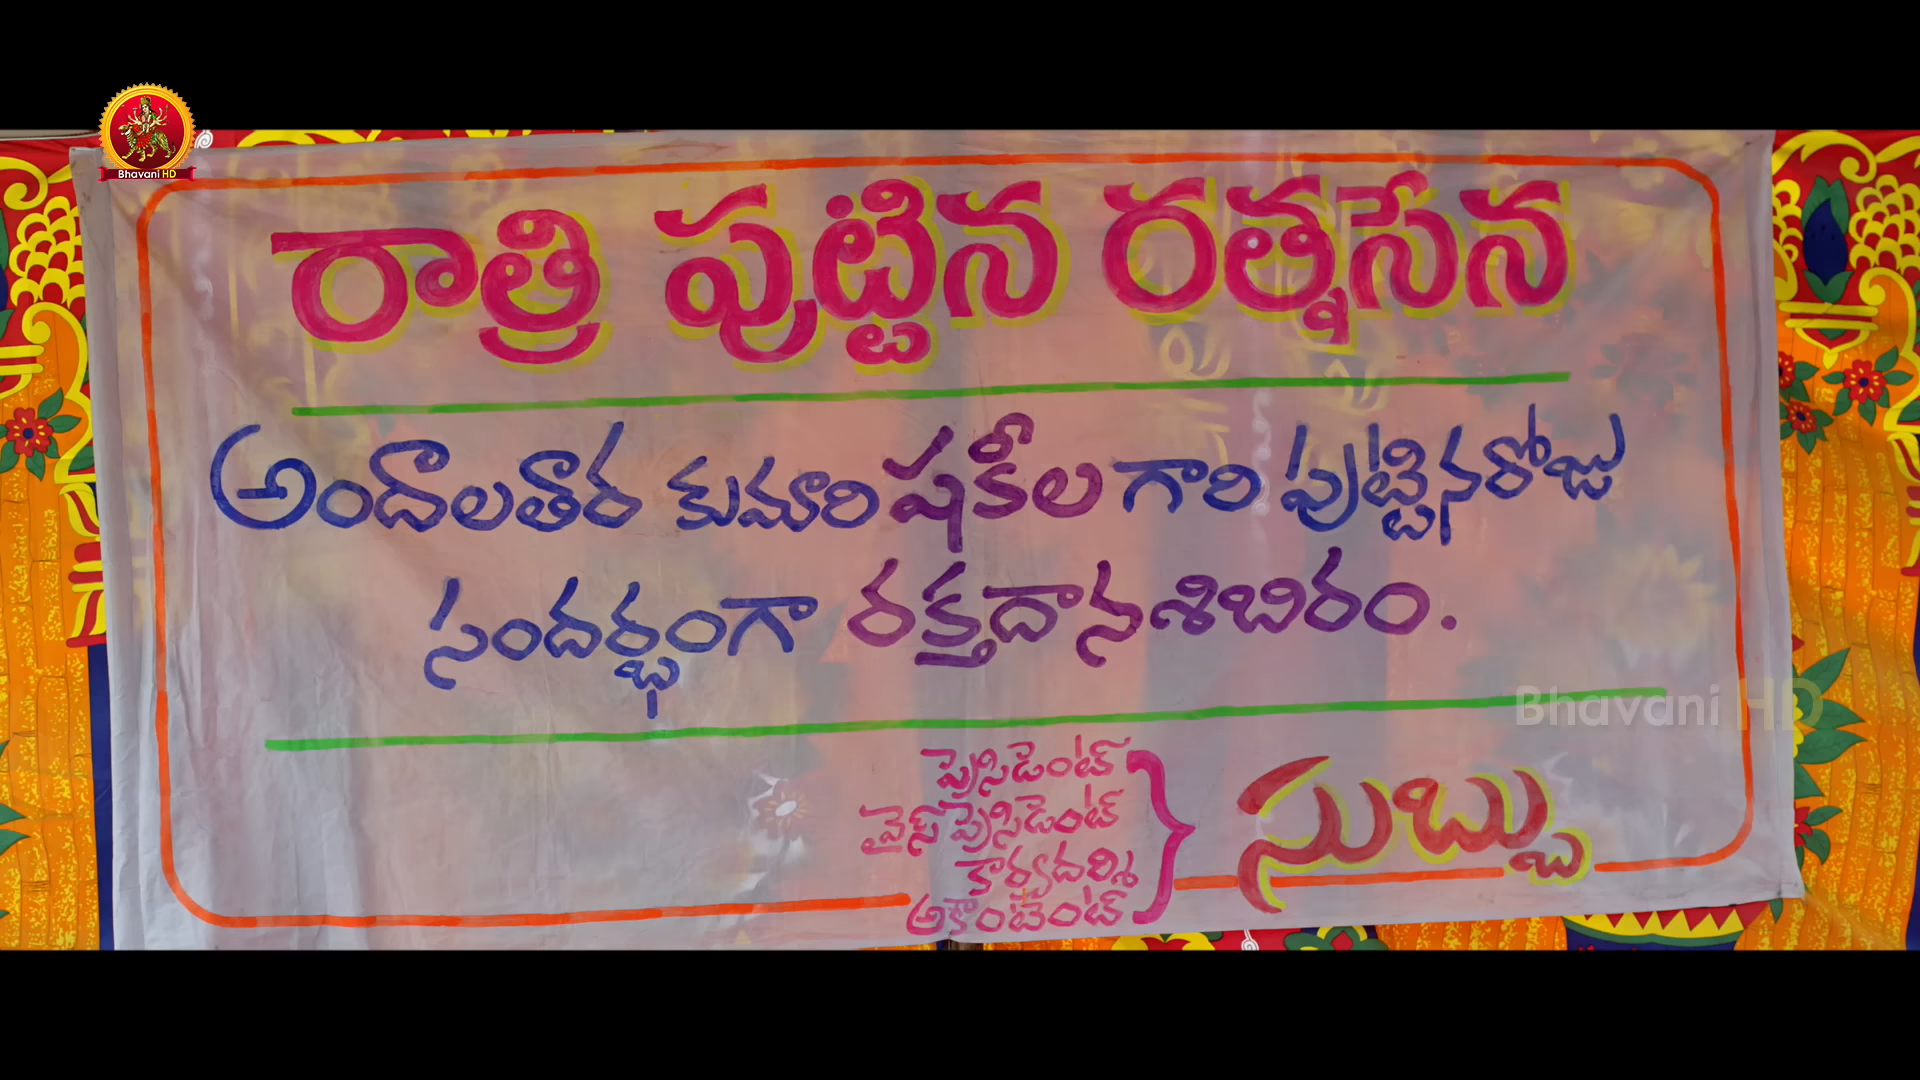 Bhavani HD
రాత్రి పుట్టిన రత్నసేన
అందాలతార కుమారి షకీల గారి పుట్టినరోజు
సందర్భంగా రక్తదానశిబిరం.
Bhavani HD
ప్రెసిడెంట్
వైస్ ప్రెసిడెంట్
కార్యదర్శి
అకౌంటెంట్
సుబ్బు